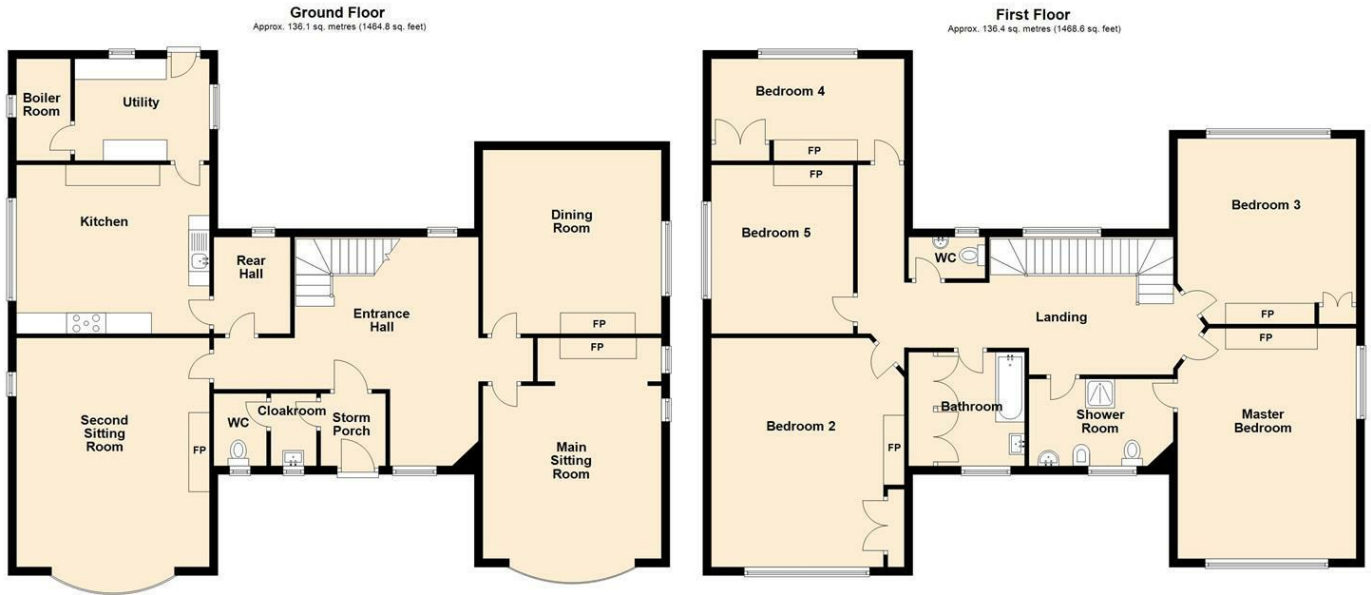 Ground Floor
Approx. 136.1 sq. metres (1464.8 sq. feet)
Boiler
Room
Utility
Kitchen
Rear
Hall
Dining
Room
Entrance
Hall
FP
FP
Second
Sitting
Room
FP
WC
Cloakroom
Storm
Porch
Main
Sitting
Room
First Floor
Approx. 136.4 sq. metres (1468.6 sq. feet)
Bedroom 4
FP
FP
Bedroom 5
WC
Bedroom 3
Landing
FP
FP
Bedroom 2
FP
Bathroom
Shower
Room
Master
Bedroom